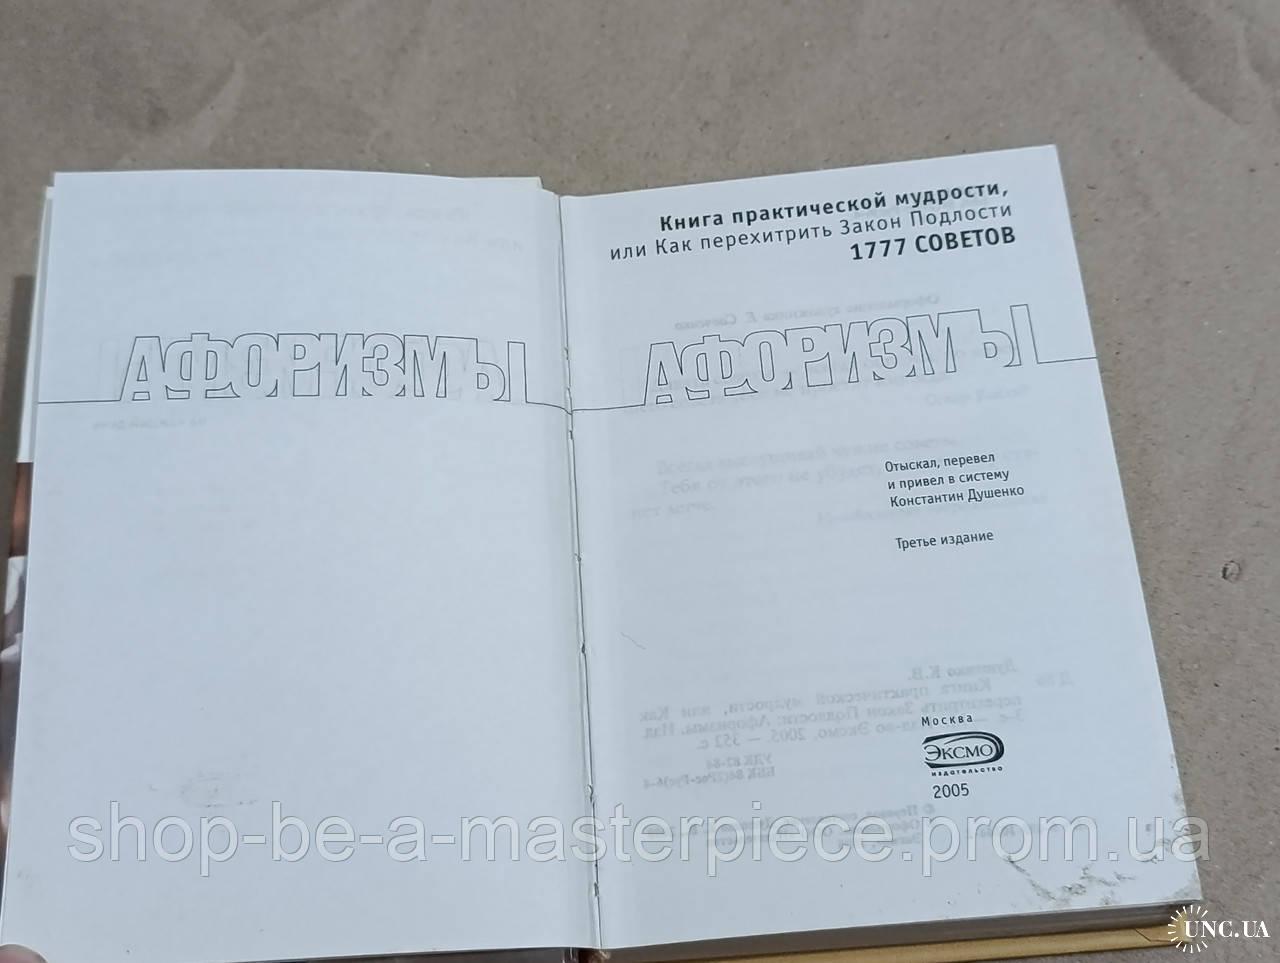 АФОРИЗМЫ
Книга практической мудрости,
или Как перехитрить Закон Подлости
1777 СОВЕТОВ
АФОРИЗМЫ
Отыскал, перевел
и привел в систему
Константин Душенко
Третье издание
Москва
ЭКСМО
издательство
2005
shop-be-a-masterpiece.prom.ua
UNC.UA